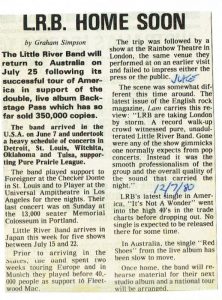 L.R.B. HOME SOON
by Graham Simpson
The Little River Band will
return to Australia on
July 25 following its
successful tour of Amer-
ica in support of the
double, live album Back-
stage Pass which has so
far sold 350,000 copies.
The band arrived in the
U.S.A. on June 7 and undertook
a heavy schedule of concerts in
Detroit, St. Louis, Wichita,
Oklahoma and Tulsa, support-
ing Pure Prairie League.
The band played support to
Foreigner at the Checker Dome
in St. Louis and to Player at the
Universal Ampitheatre in Los
Angeles for three nights. Their
last concert was on Sunday at
the 13,000 seater Memorial
Colosseum in Portland.
Little River Band arrives in
Japan this week for five shows
between July 15 and 22.
Prior to arriving in the
States, the band spent two
weeks touring Europe and in
Munich they played before 40,-
000 people as support to Fleet-
wood Mac.
The trip was followed by a
show at the Rainbow Theatre in
London, the same venue they
performed at on an earlier visit
and failed to impress either the
press or the public.
JUKE
The scene was somewhat dif-
ferent this time around. The
latest issue of the English rock
magazine, carries this re-
view: "LRB are taking London
by storm. A record walk-up
crowd witnessed pure, unadul-
terated Little River Band. Gone
were any of the show gimmicks
one normally expects from pop
concerts. Instead it was the
smooth professionalism of the
group and the overall quality of
the sound that carried the
night."
12/7/80
LRB's latest single in Amer-
ica, "It's Not A Wonder" went
into the high 40's in the trade
charts before dropping out. No
single is expected to be released
there for some time.
In Australia, the single "Red
Shoes" from the live album has
been slow to move.
Once home, the band will re-
hearse material for their next
studio album and a national tour
will be arranged.